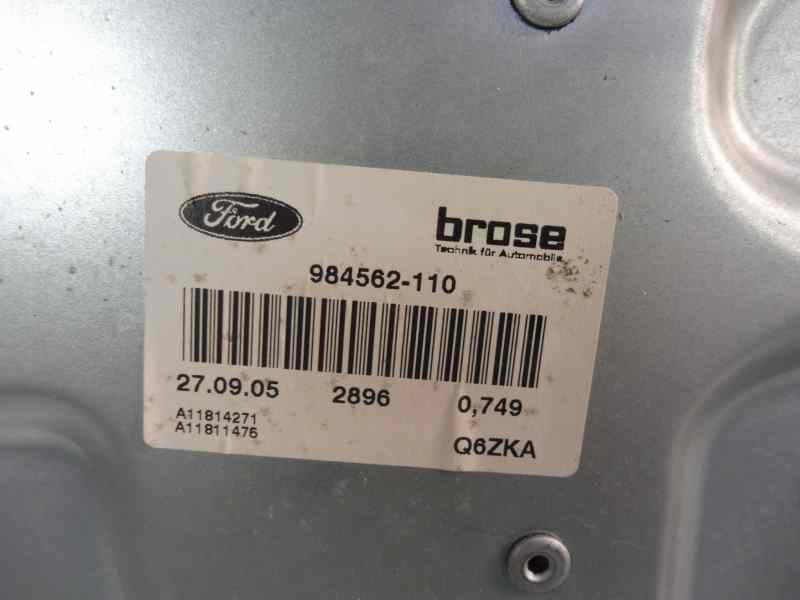 Ford
brose
Technik für Automobile
984562-110
27.09.05 2896 0,749
A11814271
A11811476
Q6ZKA